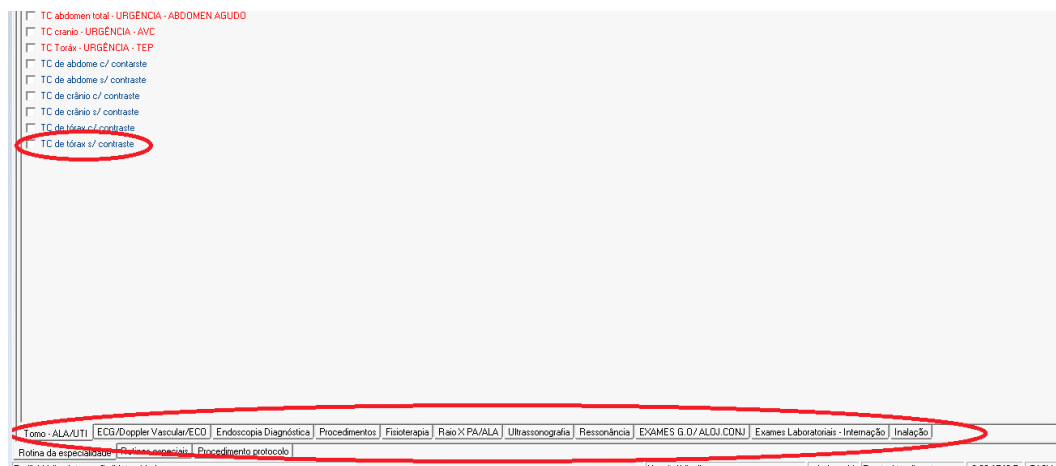 TC abdomen total - URGÊNCIA - ABDOMEN AGUDO
TC cranio - URGÊNCIA - AVC
TC Toráx - URGÊNCIA - TEP
TC de abdome c/ contarste
TC de abdome s/ contraste
TC de crânio c/ contraste
TC de crânio s/ contraste
TC de tórax c/ contraste
TC de tórax s/ contraste
Tomo - ALA/UTI ECG/Doppler Vascular/ECO Endoscopia Diagnóstica Procedimentos Fisioterapia Raio X PA/ALA Ultrassonografia Ressonância EXAMES G.O/ ALOJ.CONJ Exames Laboratoriais - Internação Inalação
Rotina da especialidade Rotinas especiais Procedimento protocolo